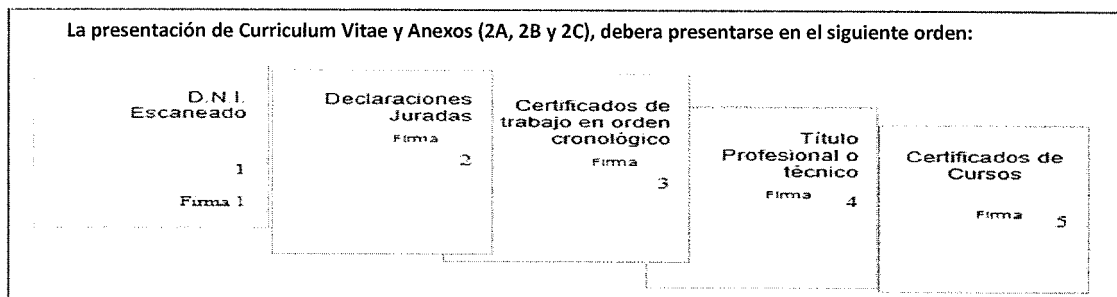 La presentación de Curriculum Vitae y Anexos (2A, 2B y 2C), debera presentarse en el siguiente orden:
D.N.I.
Escaneado
1
Firma 1
Declaraciones
Juradas
Firma
2
Certificados de
trabajo en orden
cronológico
Firma
3
Título
Profesional o
técnico
Firma 4
Certificados de
Cursos
Firma 5